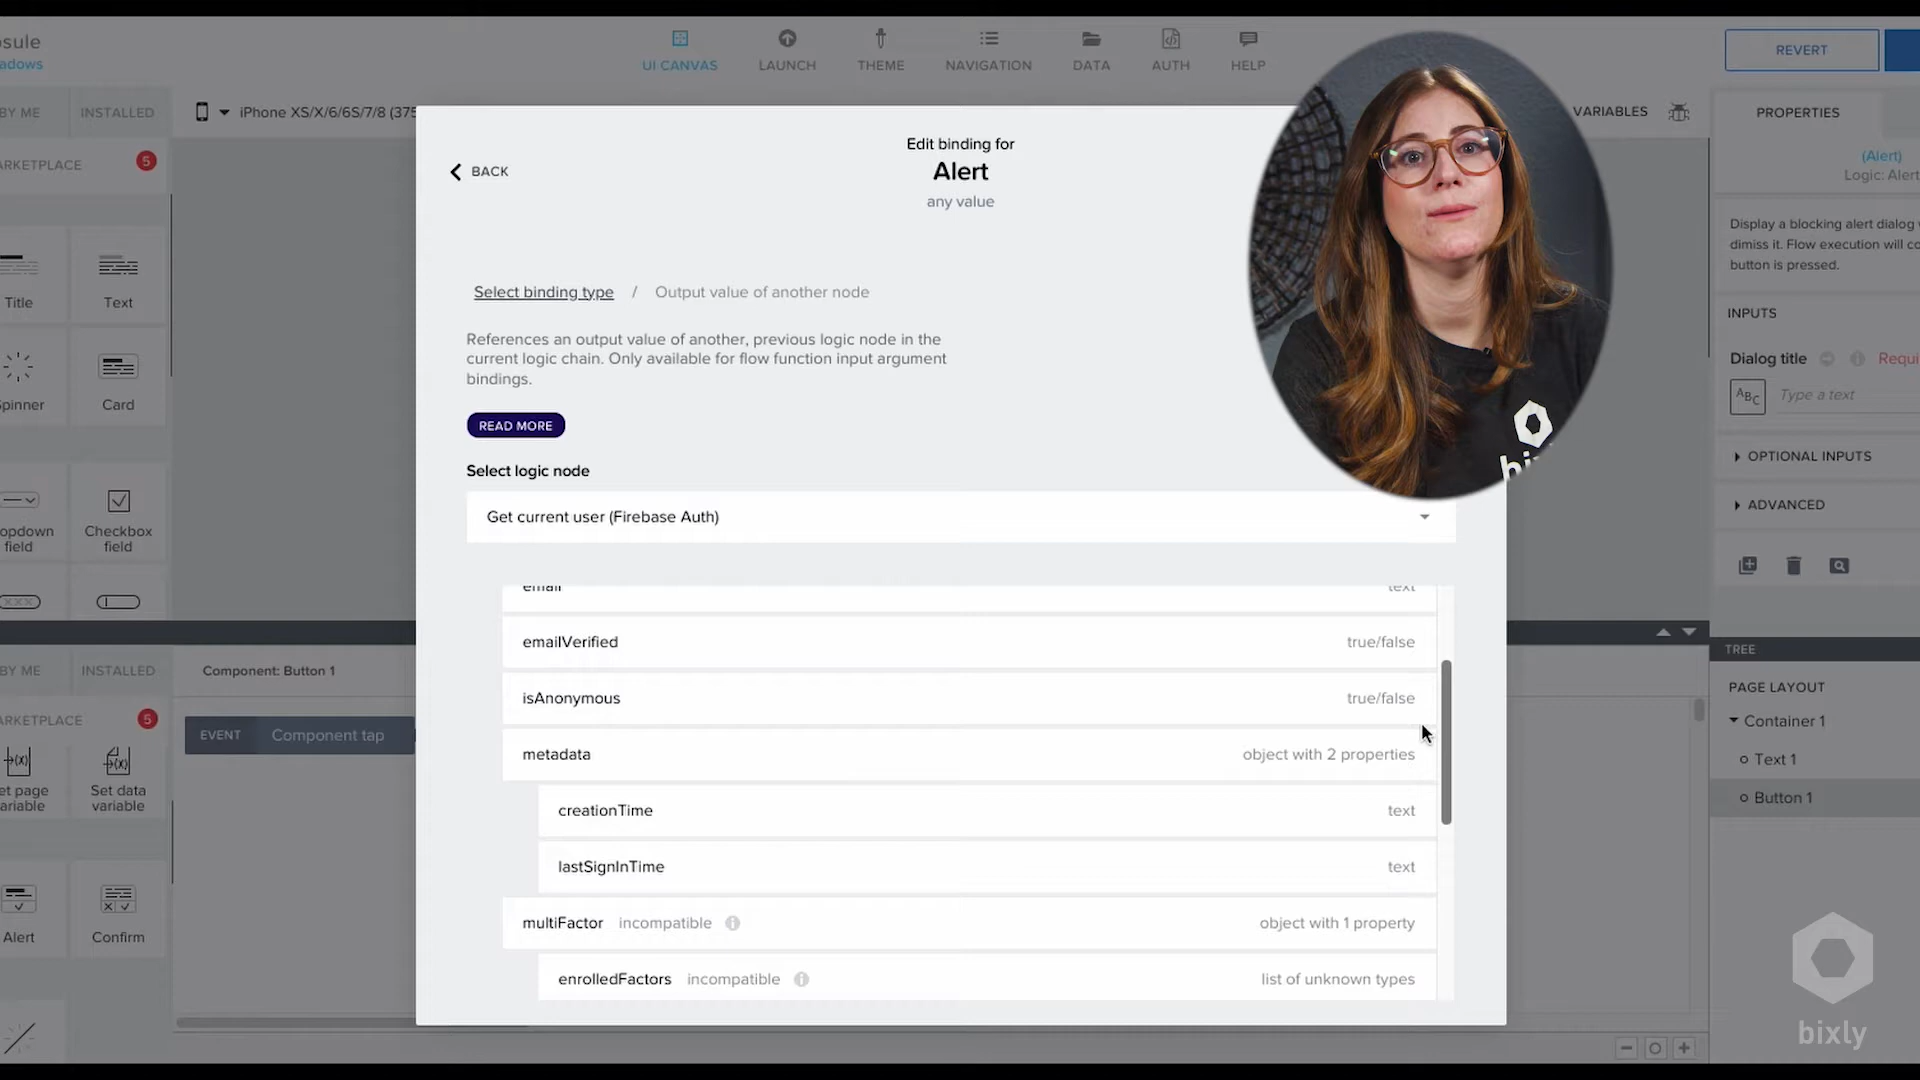 sule
adows
UI CANVAS
LAUNCH
THEME
NAVIGATION
DATA
AUTH
HELP
REVERT
BY ME
INSTALLED
iPhone XS/X/6/6S/7/8 (375
VARIABLES
PROPERTIES
ARKETPLACE
5
(Alert)
Logic: Alert
Display a blocking alert dialog
dimiss it. Flow execution will co
button is pressed.
INPUTS
Dialog title
Requi
ABC
Type a text
OPTIONAL INPUTS
ADVANCED
Title
Text
Spinner
Card
opdown
field
Checkbox
field
BACK
Edit binding for
Alert
any value
Select binding type / Output value of another node
References an output value of another, previous logic node in the
current logic chain. Only available for flow function input argument
bindings.
READ MORE
Select logic node
Get current user (Firebase Auth)
email
text
emailVerified
true/false
isAnonymous
true/false
metadata
object with 2 properties
creationTime
text
lastSignInTime
text
multiFactor incompatible
object with 1 property
enrolledFactors incompatible
list of unknown types
BY ME
INSTALLED
Component: Button 1
ARKETPLACE
5
EVENT
Component tap
et page
ariable
Set data
variable
Alert
Confirm
TREE
PAGE LAYOUT
Container 1
Text 1
Button 1
bix
bixly